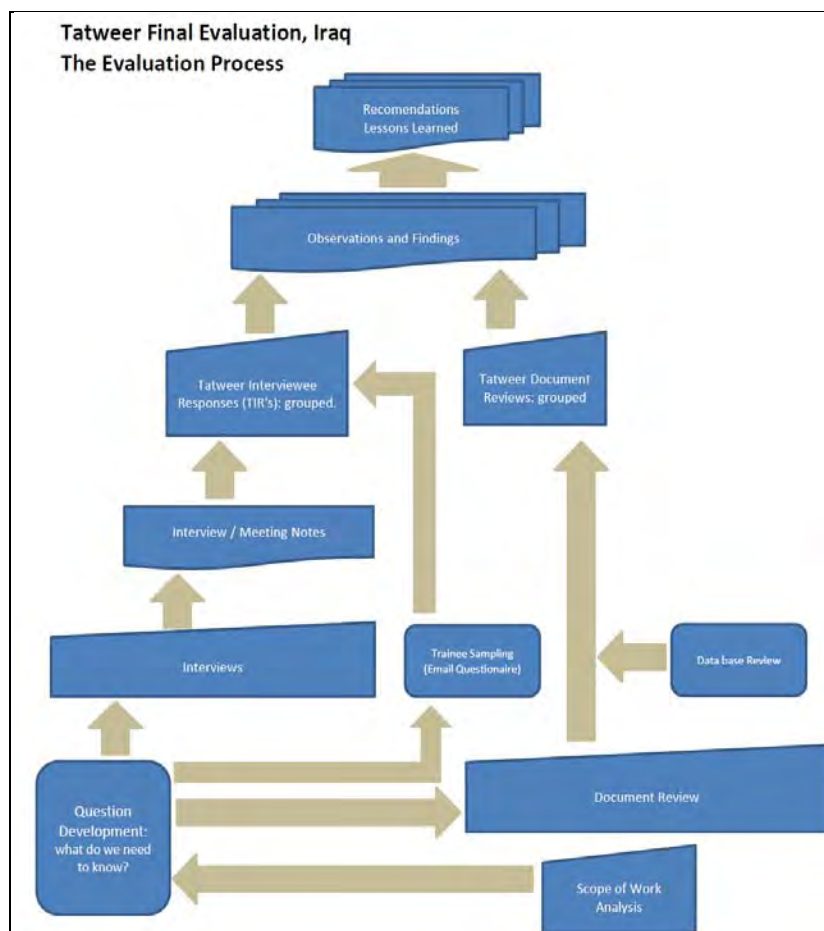 Tatweer Final Evaluation, Iraq
The Evaluation Process
Recomendations
Lessons Learned
Observations and Findings
Tatweer Interviewee
Responses (TIR's): grouped.
Tatweer Document
Reviews: grouped
Interview / Meeting Notes
Interviews
Trainee Sampling
(Email Questionaire)
Data base Review
Question
Development:
what do we need
to know?
Document Review
Scope of Work
Analysis